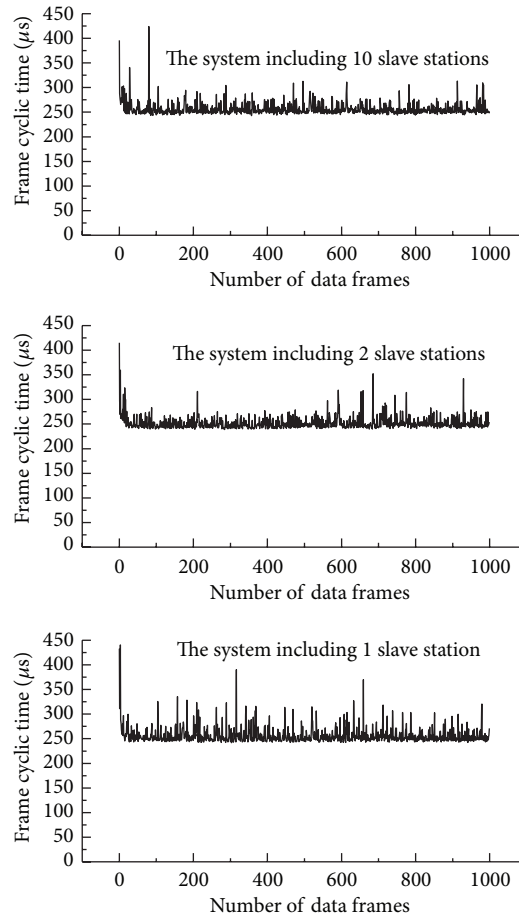 Frame cyclic time (μs)
450
400
350
300
250
200
150
100
50
0
The system including 10 slave stations
0 200 400 600 800 1000
Number of data frames
Frame cyclic time (μs)
450
400
350
300
250
200
150
100
50
0
The system including 2 slave stations
0 200 400 600 800 1000
Number of data frames
Frame cyclic time (μs)
450
400
350
300
250
200
150
100
50
0
The system including 1 slave station
0 200 400 600 800 1000
Number of data frames